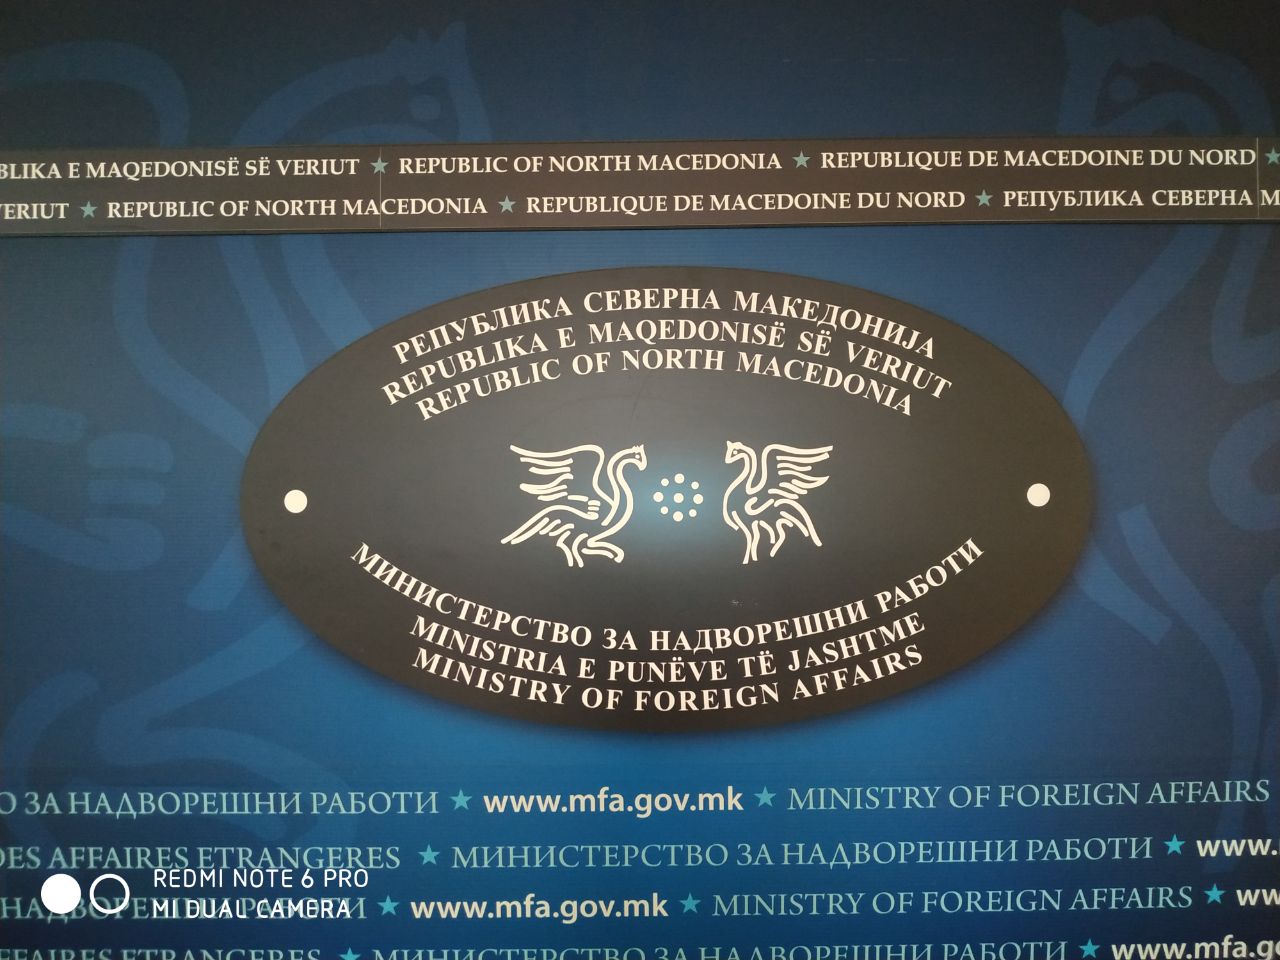 E MAQEDONISË SË VERIUT ★ REPUBLIC OF NORTH MACEDONIA ★ REPUBLIQUE DE MACEDOINE DU NORD ★
VERIUT ★ REPUBLIC OF NORTH MACEDONIA ★ REPUBLIQUE DE MACEDOINE DU NORD ★ РЕПУБЛИКА СЕВЕРНА
РЕПУБЛИКА СЕВЕРНА МАКЕДОНИЈА
REPUBLIKA E MAQEDONISË SË VERIUT
REPUBLIC OF NORTH MACEDONIA
МИНИСТЕРСТВО ЗА НАДВОРЕШНИ РАБОТИ
MINISTRIA E PUNËVE TË JASHTME
MINISTRY OF FOREIGN AFFAIRS
О ЗА НАДВОРЕШНИ РАБОТИ ★ www.mfa.gov.mk ★ MINISTRY OF FOREIGN AFFAIRS
DES AFFAIRES ETRANGERES ★ МИНИСТЕРСТВО ЗА НАДВОРЕШНИ РАБОТИ ★ www.
НАДВОРЕШНИ РАБОТИ ★ www.mfa.gov.mk ★ MINISTRY OF FOREIGN AFFAIRS ★
AFFAIRES ETRANGERES ★ МИНИСТЕРСТВО ЗА НАДВОРЕШНИ РАБОТИ ★ www.mfa.g
REDMI NOTE 6 PRO
MI DUAL CAMERA